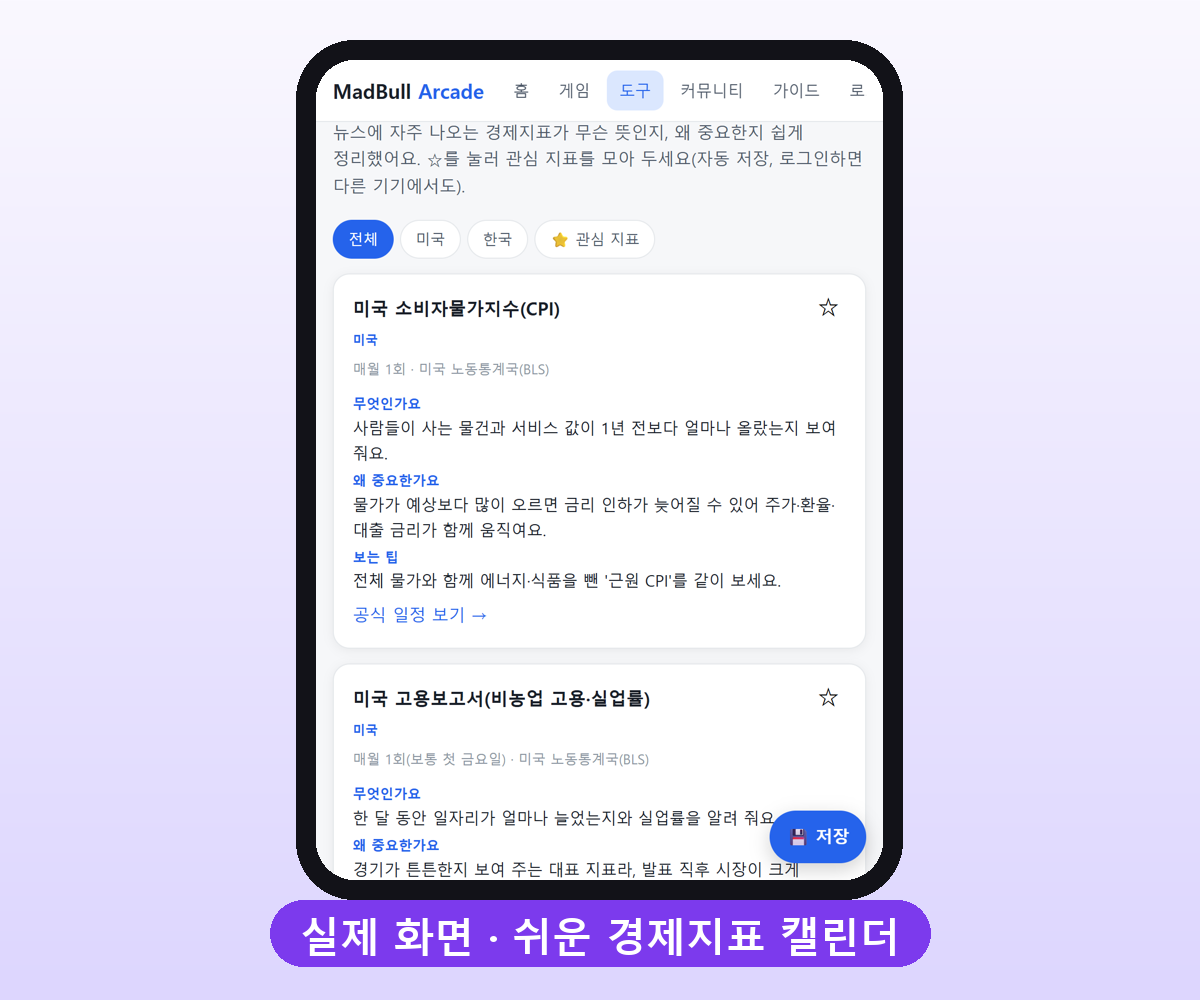 MadBull Arcade 홈 게임 도구 커뮤니티 가이드 로
뉴스에 자주 나오는 경제지표가 무슨 뜻인지, 왜 중요한지 쉽게
정리했어요. ☆를 눌러 관심 지표를 모아 두세요(자동 저장, 로그인하면
다른 기기에서도).
전체 미국 한국 ⭐ 관심 지표
미국 소비자물가지수(CPI) ☆
미국
매월 1회 · 미국 노동통계국(BLS)
무엇인가요
사람들이 사는 물건과 서비스 값이 1년 전보다 얼마나 올랐는지 보여
줘요.
왜 중요한가요
물가가 예상보다 많이 오르면 금리 인하가 늦어질 수 있어 주가·환율·
대출 금리가 함께 움직여요.
보는 팁
전체 물가와 함께 에너지·식품을 뺀 '근원 CPI'를 같이 보세요.
공식 일정 보기 →
미국 고용보고서(비농업 고용·실업률) ☆
미국
매월 1회(보통 첫 금요일) · 미국 노동통계국(BLS)
무엇인가요
한 달 동안 일자리가 얼마나 늘었는지와 실업률을 알려 줘요
💾 저장
왜 중요한가요
경기가 튼튼한지 보여 주는 대표 지표라, 발표 직후 시장이 크게
실제 화면 · 쉬운 경제지표 캘린더